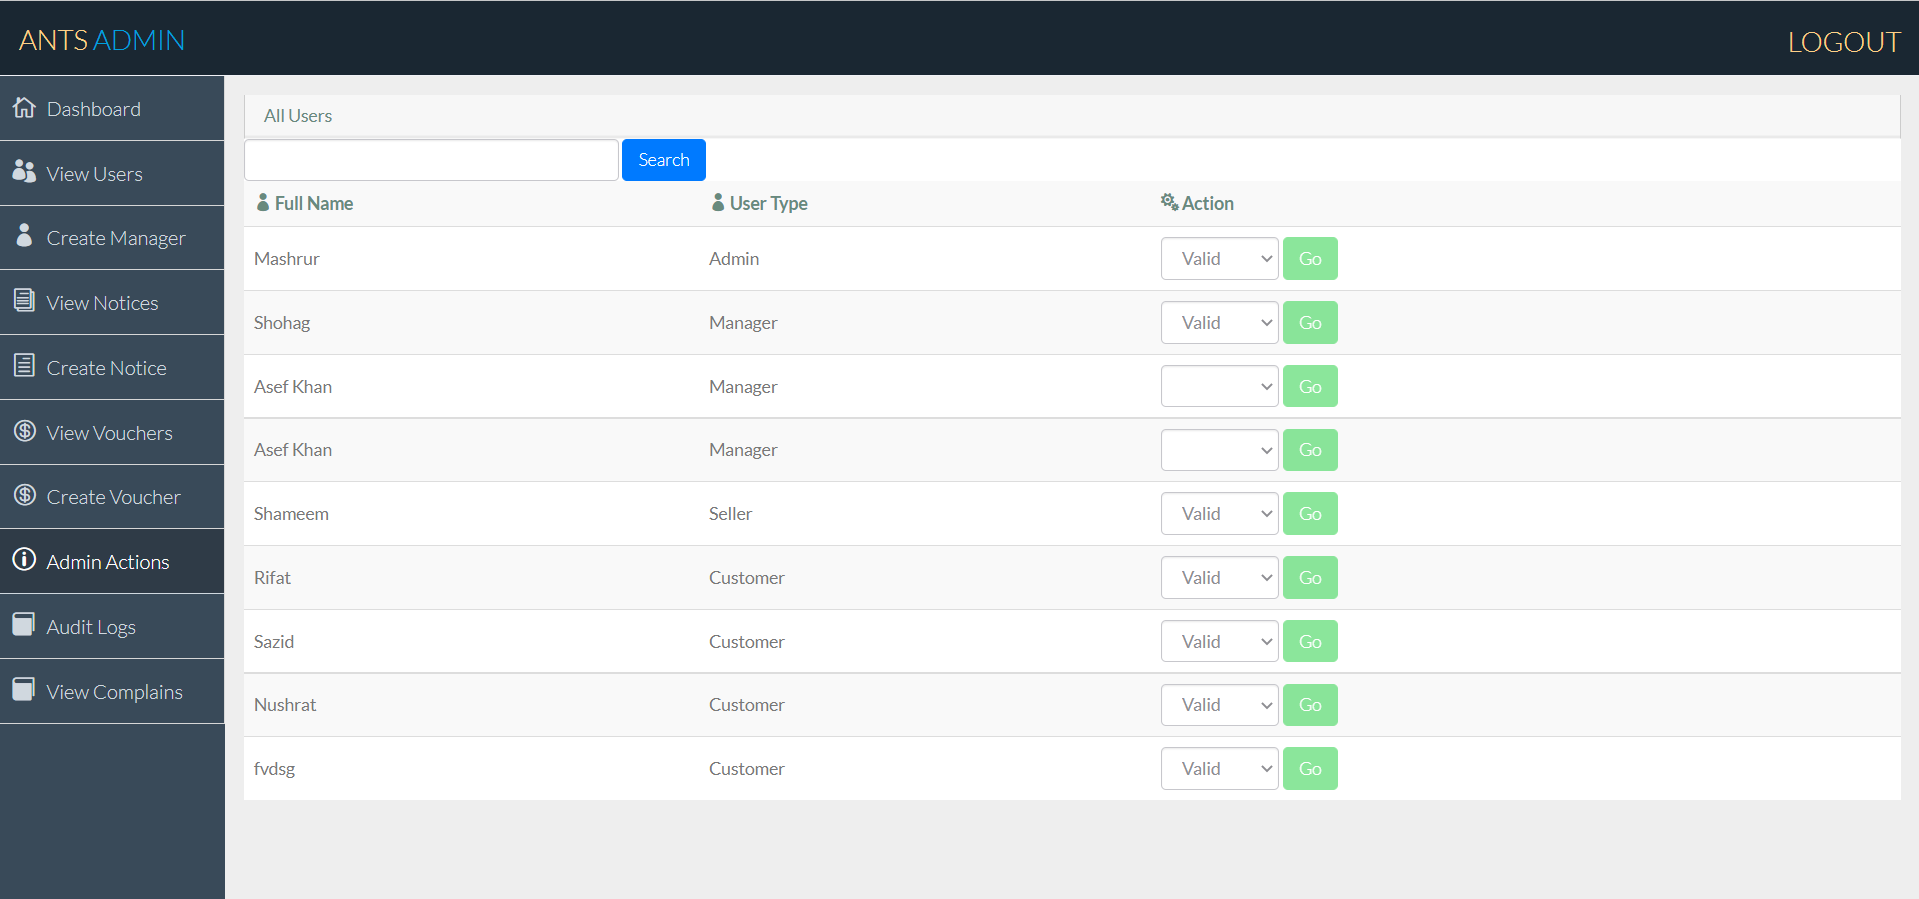 ANTS ADMIN
LOGOUT
Dashboard
View Users
Create Manager
View Notices
Create Notice
View Vouchers
Create Voucher
Admin Actions
Audit Logs
View Complains
All Users
Search
Full Name User Type Action
Mashrur Admin Valid Go
Shohag Manager Valid Go
Asef Khan Manager Go
Asef Khan Manager Go
Shameem Seller Valid Go
Rifat Customer Valid Go
Sazid Customer Valid Go
Nushrat Customer Valid Go
fvdsg Customer Valid Go